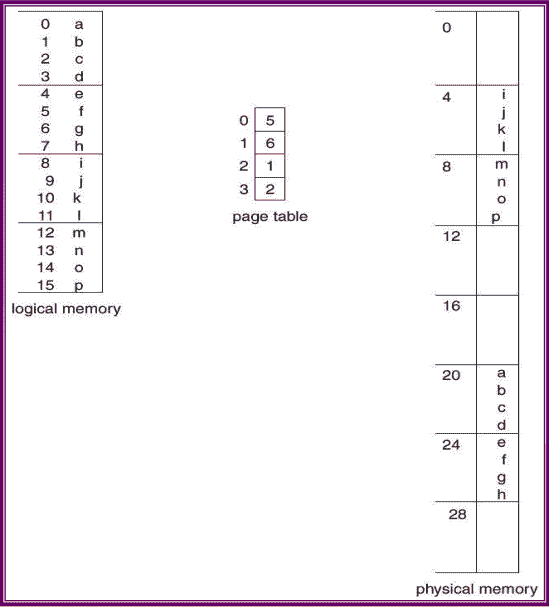 0 a
1 b
2 c
3 d
4 e
5 f
6 g
7 h
8 i
9 j
10 k
11 l
12 m
13 n
14 o
15 p
logical memory
0 5
1 6
2 1
3 2
page table
0
4 i
j
k
l
8 m
n
o
p
12
16
20 a
b
c
d
24 e
f
g
h
28
physical memory